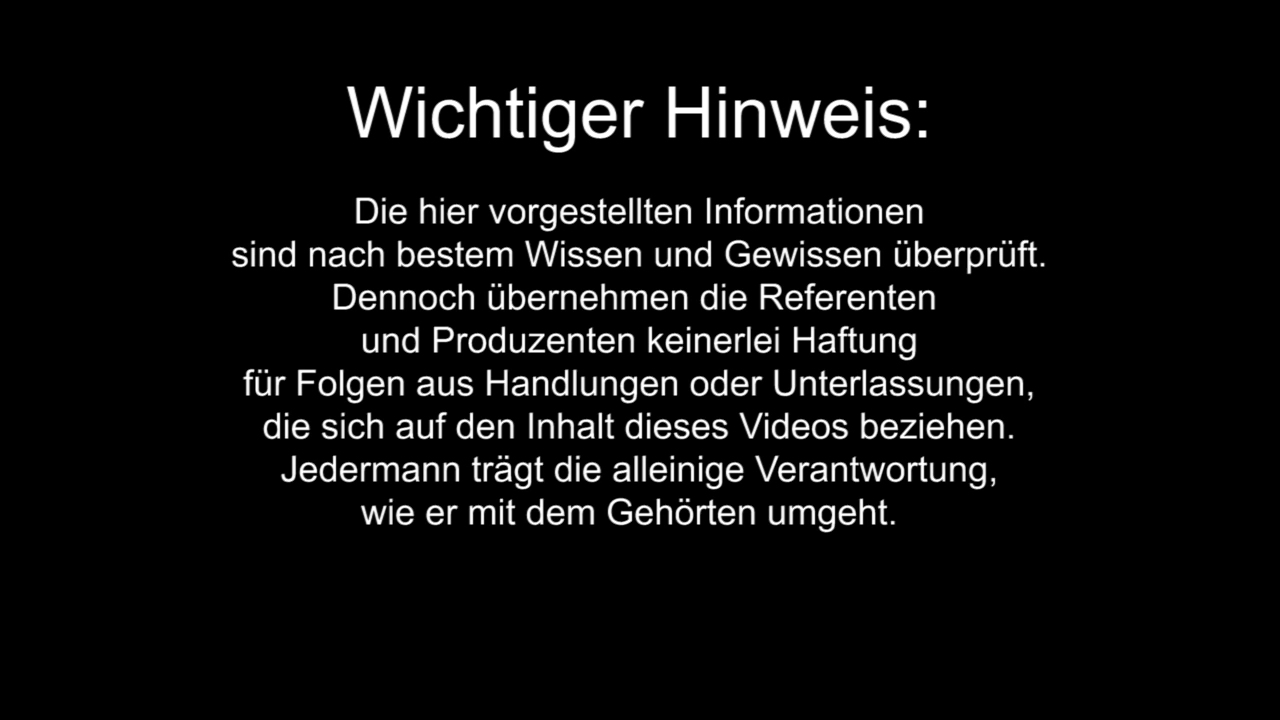 Wichtiger Hinweis:
Die hier vorgestellten Informationen
sind nach bestem Wissen und Gewissen überprüft.
Dennoch übernehmen die Referenten
und Produzenten keinerlei Haftung
für Folgen aus Handlungen oder Unterlassungen,
die sich auf den Inhalt dieses Videos beziehen.
Jedermann trägt die alleinige Verantwortung,
wie er mit dem Gehörten umgeht.